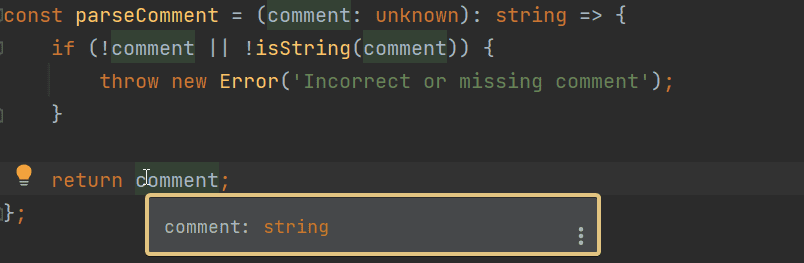 const parseComment = (comment: unknown): string => {
    if (!comment || !isString(comment)) {
        throw new Error('Incorrect or missing comment');
    }

    return comment;
};
comment: string